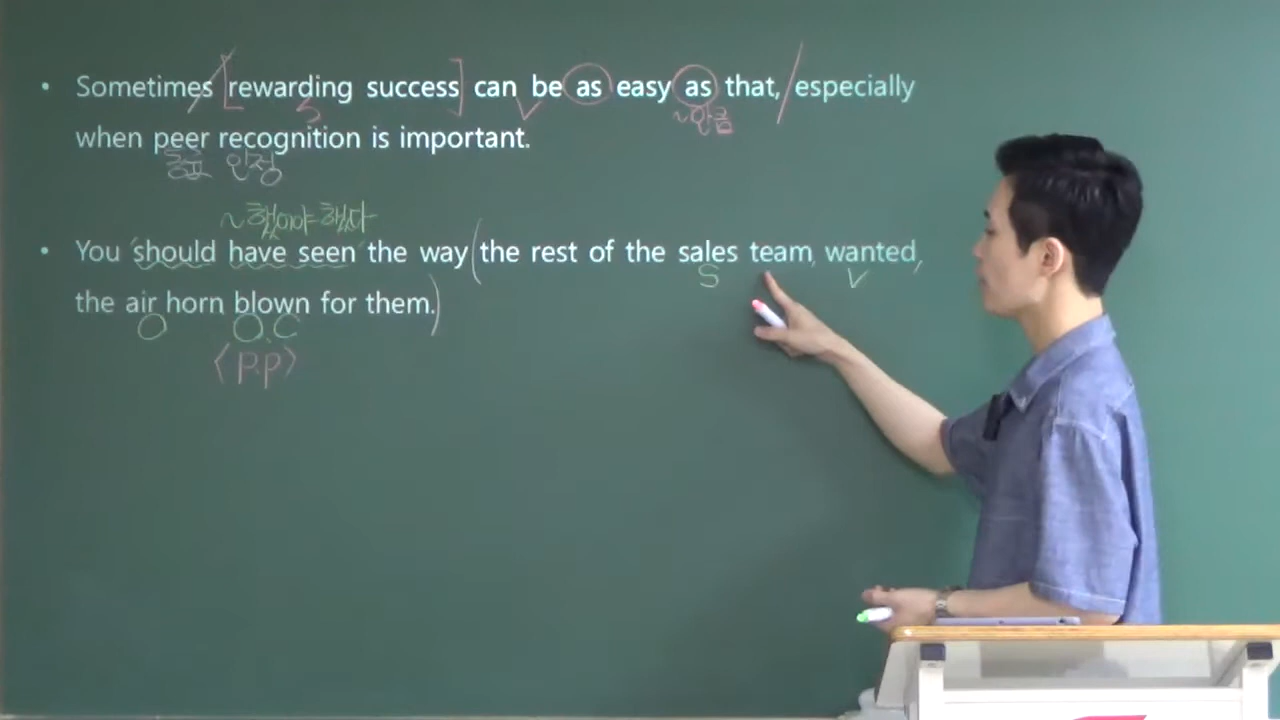 • Sometimes [rewarding success] can be as easy as that, / especially
S V ~만큼
when peer recognition is important.
동료 인정
~했어야 했다
• You should have seen the way (the rest of the sales team wanted
S V
the air horn blown for them.)
O O.C
<p.p>